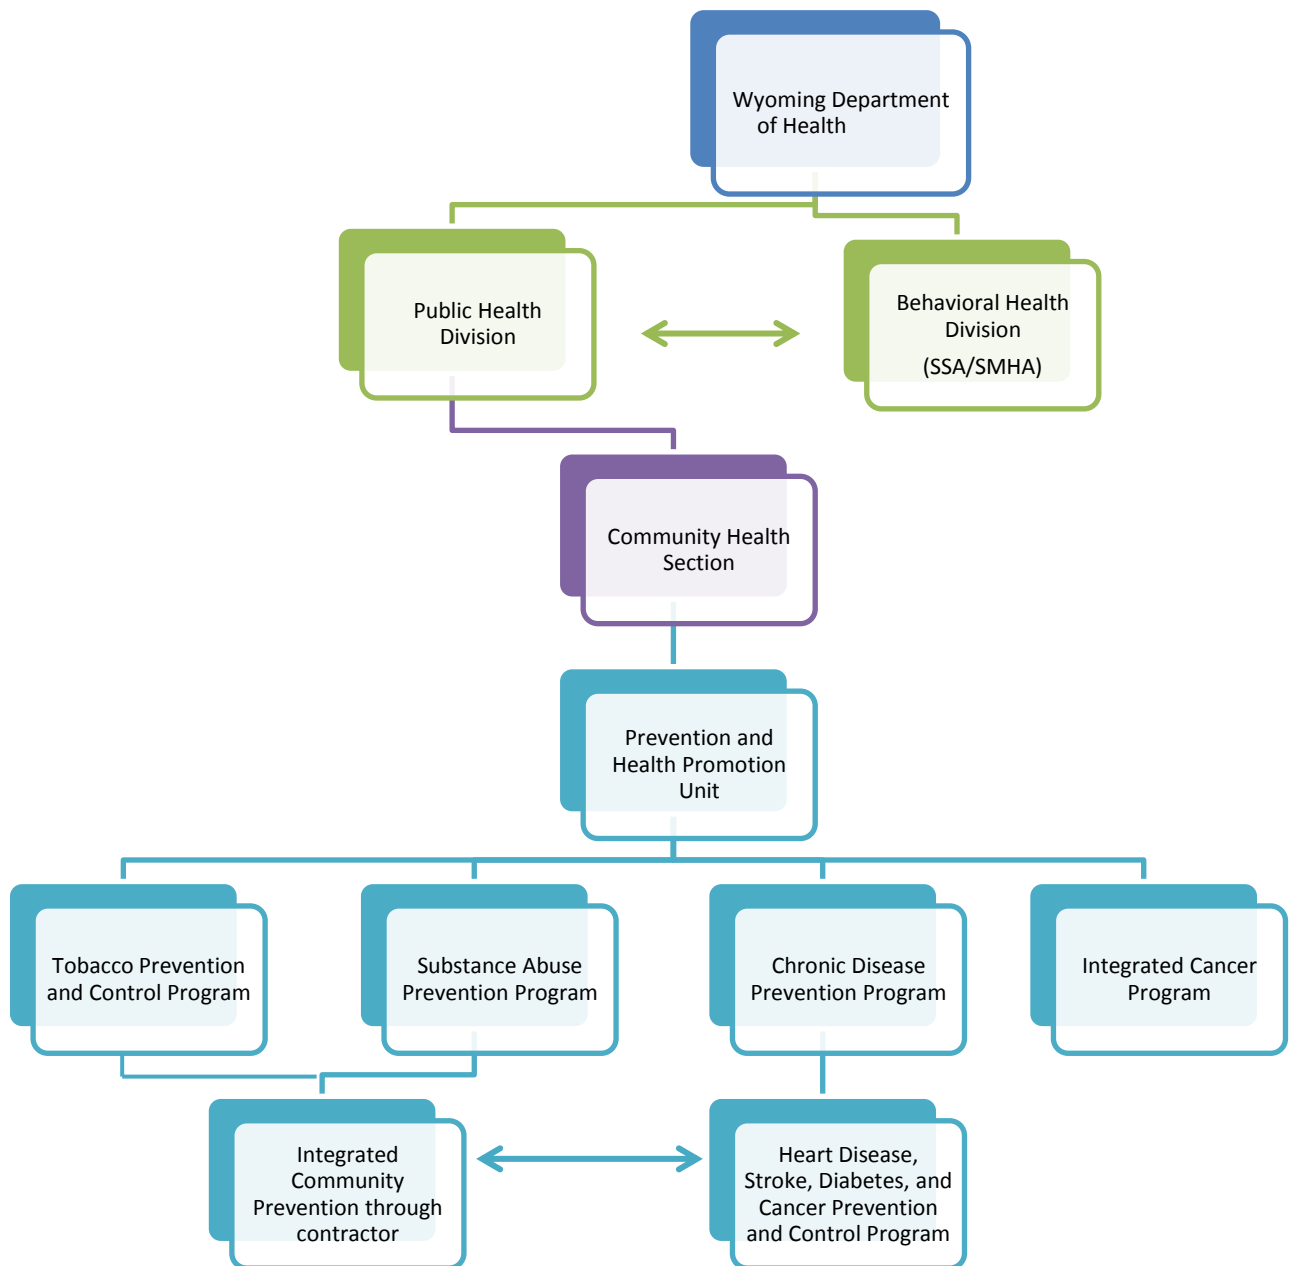 Wyoming Department
of Health
Public Health
Division
Behavioral Health
Division
(SSA/SMHA)
Community Health
Section
Prevention and
Health Promotion
Unit
Tobacco Prevention
and Control Program
Substance Abuse
Prevention Program
Chronic Disease
Prevention Program
Integrated Cancer
Program
Integrated
Community
Prevention through
contractor
Heart Disease,
Stroke, Diabetes, and
Cancer Prevention
and Control Program